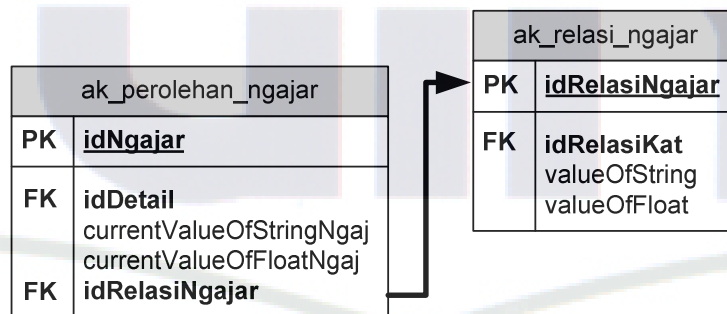 ak_perolehan_ngajar
PK idNgajar
FK idDetail
currentValueOfStringNgaj
currentValueOfFloatNgaj
FK idRelasiNgajar
ak_relasi_ngajar
PK idRelasiNgajar
FK idRelasiKat
valueOfString
valueOfFloat